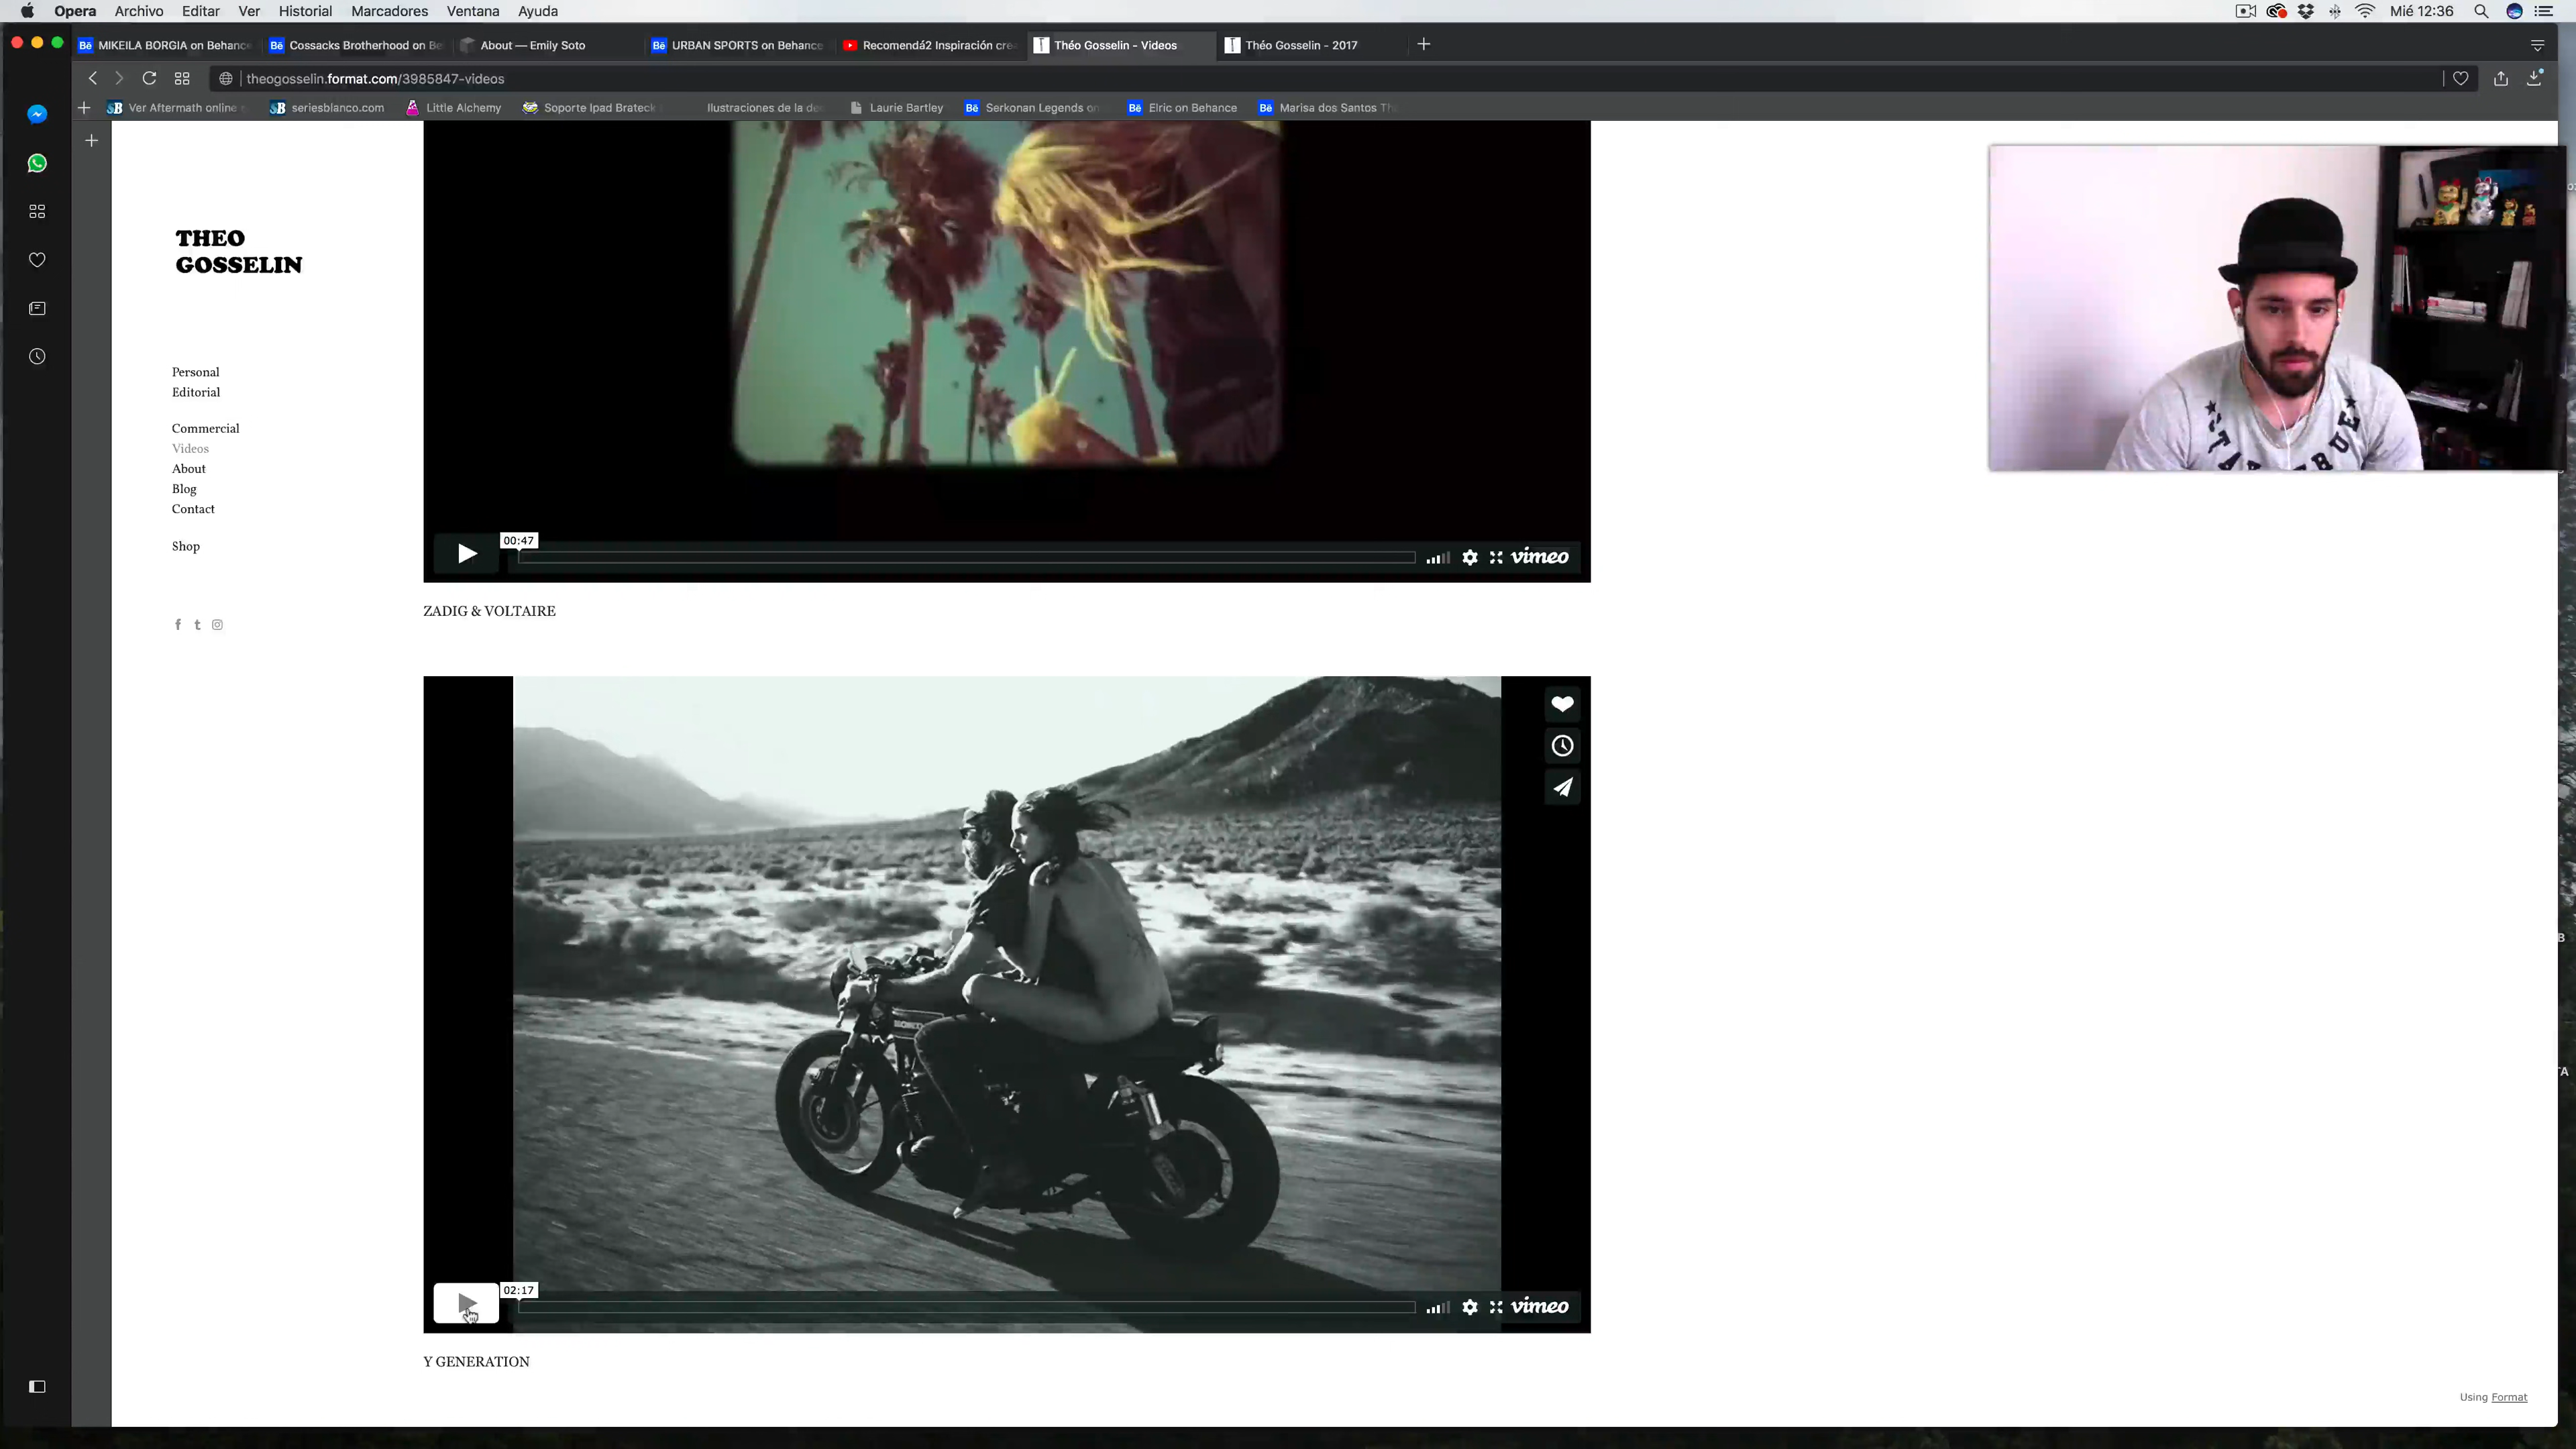 Opera Archivo Editar Ver Historial Marcadores Ventana Ayuda Mié 12:36
MIKEILA BORGIA on Behance Cossacks Brotherhood on Be About — Emily Soto URBAN SPORTS on Behance Recomendá2 Inspiración cre Théo Gosselin - Videos Théo Gosselin - 2017
theogosselin.format.com/3985847-videos
Ver Aftermath online seriesblanco.com Little Alchemy Soporte Ipad Brateck Ilustraciones de la de Laurie Bartley Serkonan Legends on Elric on Behance Marisa dos Santos Th
THEO
GOSSELIN
Personal
Editorial
Commercial
Videos
About
Blog
Contact
Shop
00:47
vimeo
ZADIG & VOLTAIRE
02:17
vimeo
Y GENERATION
Using Format